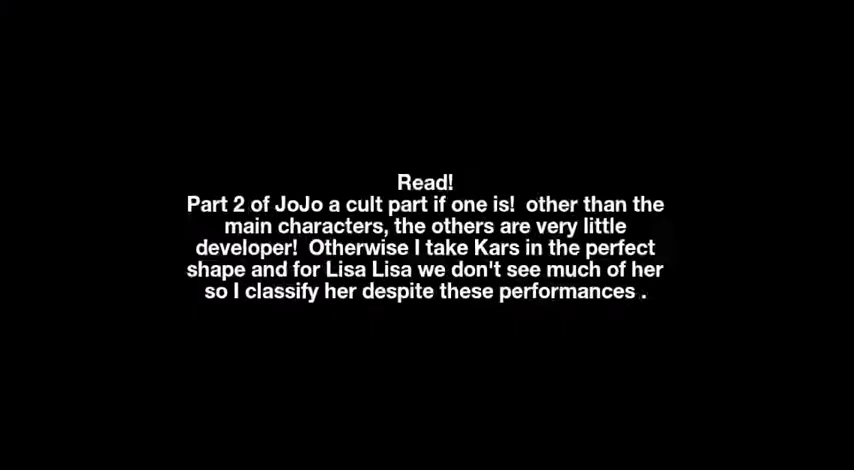 Read!
Part 2 of JoJo a cult part if one is!  other than the
main characters, the others are very little
developer!  Otherwise I take Kars in the perfect
shape and for Lisa Lisa we don't see much of her
so I classify her despite these performances .